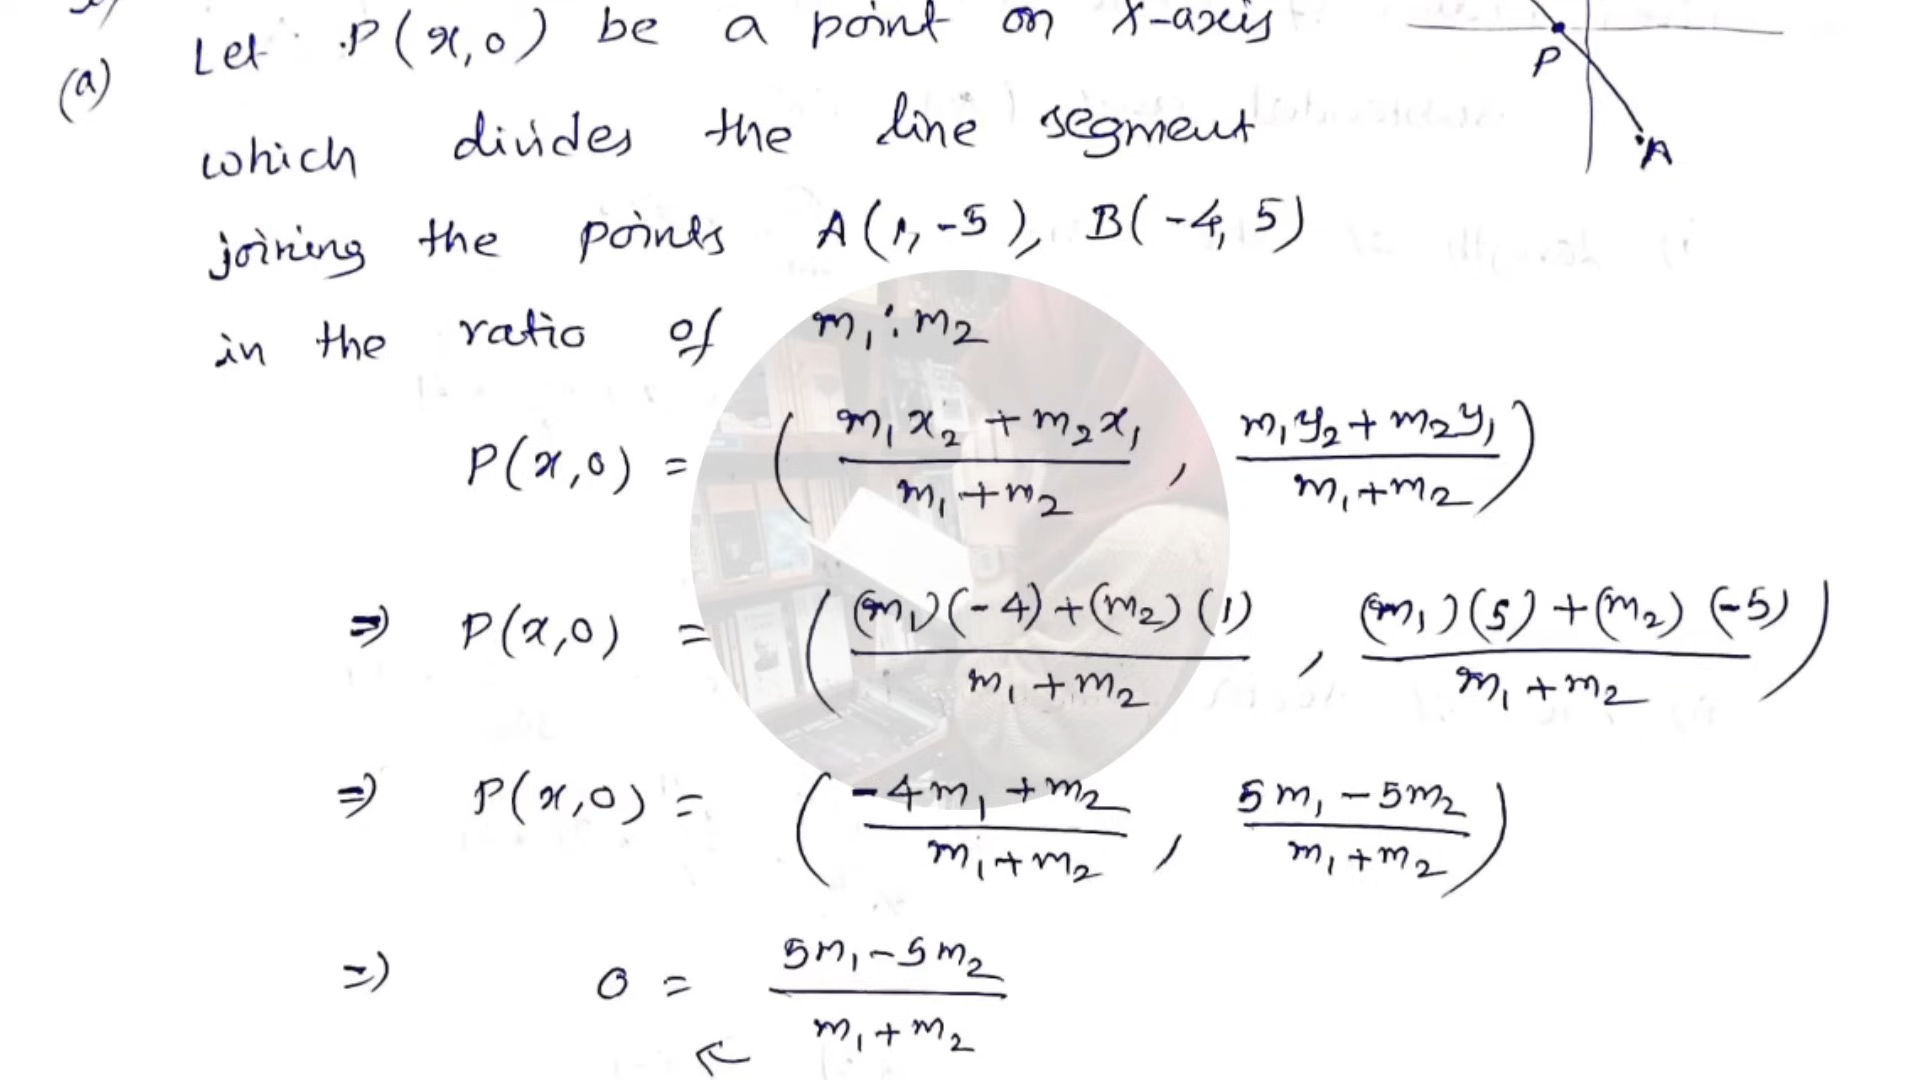 (a) Let P(x,0) be a point on X-axis
P
A
which divides the line segment
joining the points A(1,-5), B(-4,5)
in the ratio of m₁:m₂
P(x,0) = ( (m₁x₂ + m₂x₁)/(m₁+m₂) , (m₁y₂ + m₂y₁)/(m₁+m₂) )
⇒ P(x,0) = ( ((m₁)(-4)+(m₂)(1))/(m₁+m₂) , ((m₁)(5)+(m₂)(-5))/(m₁+m₂) )
⇒ P(x,0) = ( (-4m₁+m₂)/(m₁+m₂) , (5m₁-5m₂)/(m₁+m₂) )
⇒ 0 = (5m₁-5m₂)/(m₁+m₂)